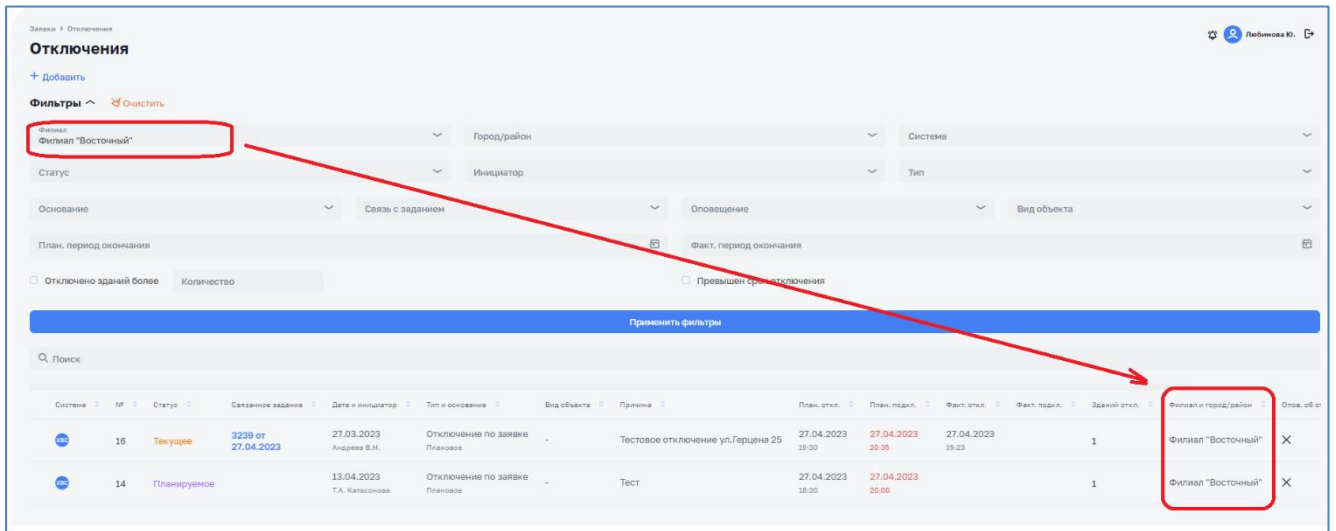 Заявки > Отключения
Любимова Ю.
Отключения
+ Добавить
Фильтры Очистить
Филиал
Филиал "Восточный"
Город/район
Система
Статус
Инициатор
Тип
Основание
Связь с заданием
Оповещение
Вид объекта
План. период окончания
Факт. период окончания
Отключено зданий более
Количество
Превышен срок отключения
Применить фильтры
Поиск
Система № Статус Связанное задание Дата и инициатор Тип и основание Вид объекта Причина План. откл. План. подкл. Факт. откл. Факт. подкл. Зданий откл. Филиал и город/район Опов. об от
ХВС 16 Текущее 3239 от 27.03.2023 Отключение по заявке - Тестовое отключение ул.Герцена 25 27.04.2023 27.04.2023 27.04.2023 1 Филиал "Восточный"
27.04.2023 Андреев В.Н. Плановое 19:30 20:35 19:23
ХВС 14 Планируемое 13.04.2023 Отключение по заявке - Тест 27.04.2023 27.04.2023 1 Филиал "Восточный"
Т.А. Катасонова Плановое 18:30 20:00